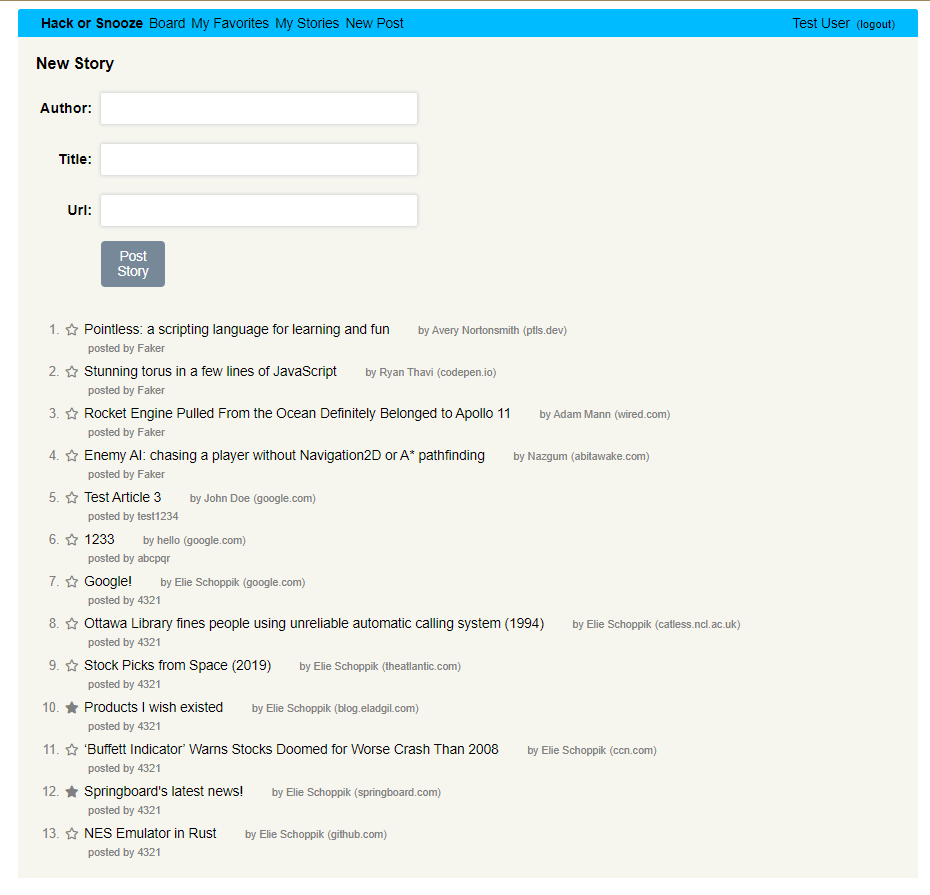 Hack or Snooze Board My Favorites My Stories New Post Test User (logout)
New Story
Author:
Title:
Url:
Post
Story
1. Pointless: a scripting language for learning and fun by Avery Nortonsmith (ptls.dev)
posted by Faker
2. Stunning torus in a few lines of JavaScript by Ryan Thavi (codepen.io)
posted by Faker
3. Rocket Engine Pulled From the Ocean Definitely Belonged to Apollo 11 by Adam Mann (wired.com)
posted by Faker
4. Enemy AI: chasing a player without Navigation2D or A* pathfinding by Nazgum (abitawake.com)
posted by Faker
5. Test Article 3 by John Doe (google.com)
posted by test1234
6. 1233 by hello (google.com)
posted by abcpqr
7. Google! by Elie Schoppik (google.com)
posted by 4321
8. Ottawa Library fines people using unreliable automatic calling system (1994) by Elie Schoppik (catless.ncl.ac.uk)
posted by 4321
9. Stock Picks from Space (2019) by Elie Schoppik (theatlantic.com)
posted by 4321
10. Products I wish existed by Elie Schoppik (blog.eladgil.com)
posted by 4321
11. ‘Buffett Indicator’ Warns Stocks Doomed for Worse Crash Than 2008 by Elie Schoppik (ccn.com)
posted by 4321
12. Springboard's latest news! by Elie Schoppik (springboard.com)
posted by 4321
13. NES Emulator in Rust by Elie Schoppik (github.com)
posted by 4321